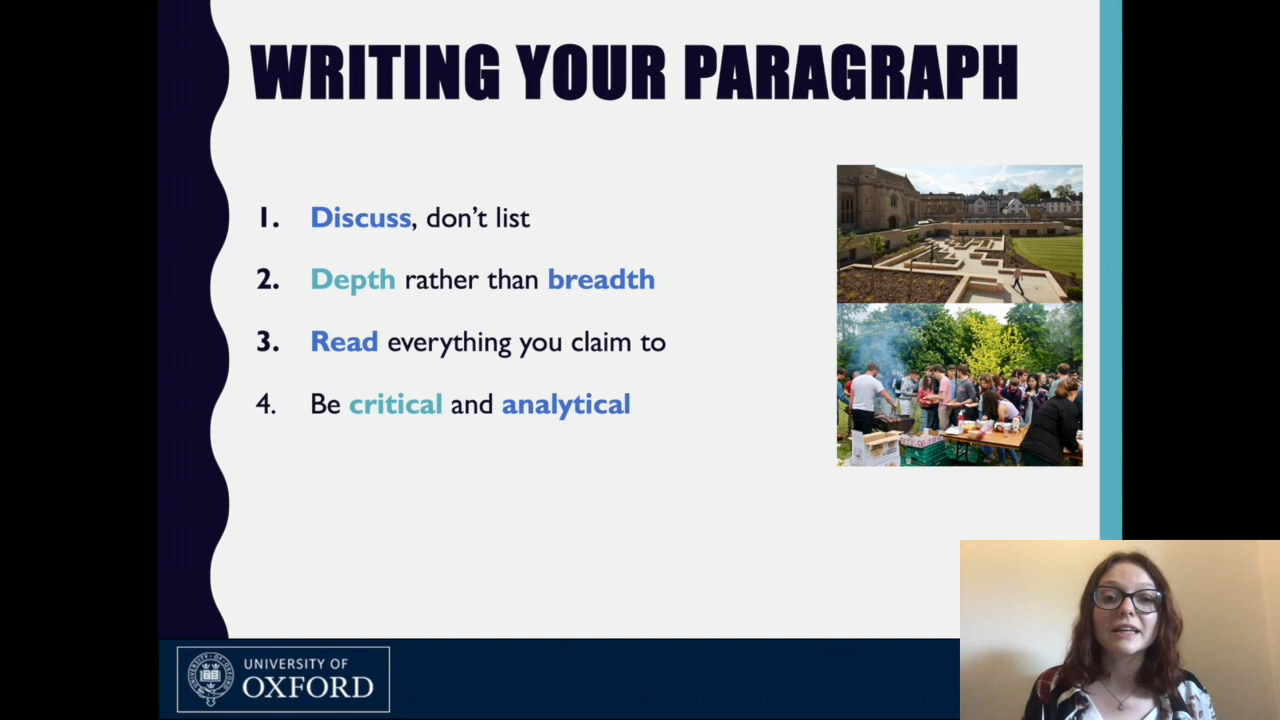 WRITING YOUR PARAGRAPH
1. Discuss, don't list
2. Depth rather than breadth
3. Read everything you claim to
4. Be critical and analytical
UNIVERSITY OF
OXFORD